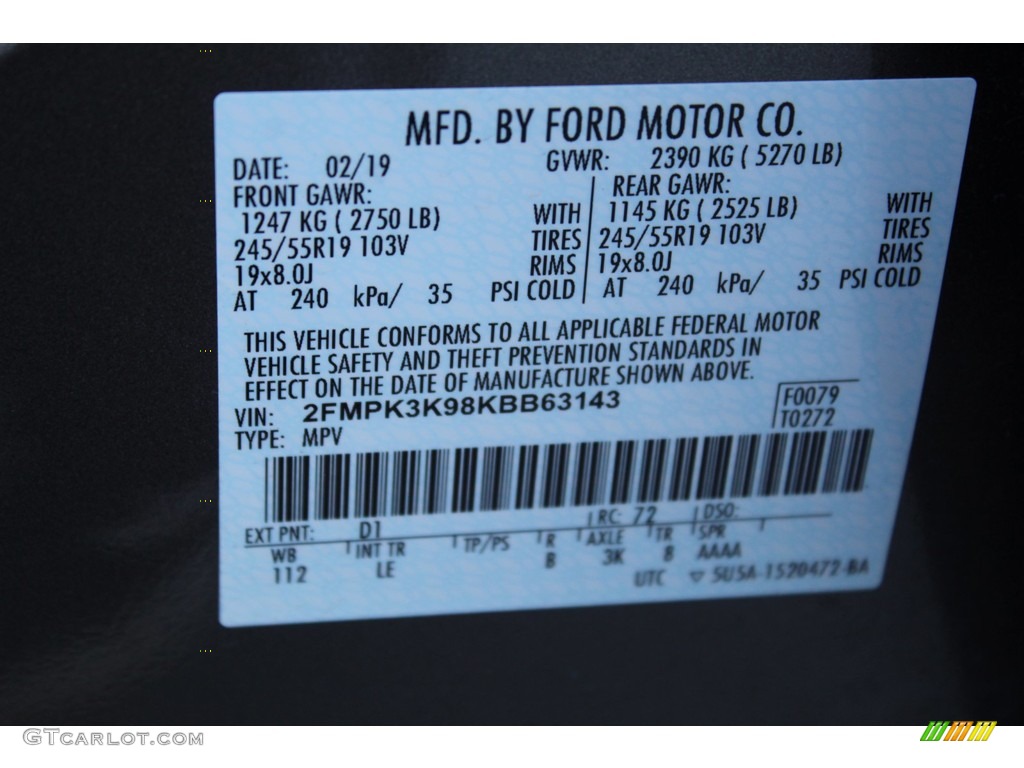 MFD. BY FORD MOTOR CO.
DATE: 02/19 GVWR: 2390 KG ( 5270 LB)
FRONT GAWR: REAR GAWR:
1247 KG ( 2750 LB) WITH 1145 KG ( 2525 LB) WITH
245/55R19 103V TIRES 245/55R19 103V TIRES
19x8.0J RIMS 19x8.0J RIMS
AT 240 kPa/ 35 PSI COLD AT 240 kPa/ 35 PSI COLD
THIS VEHICLE CONFORMS TO ALL APPLICABLE FEDERAL MOTOR
VEHICLE SAFETY AND THEFT PREVENTION STANDARDS IN
EFFECT ON THE DATE OF MANUFACTURE SHOWN ABOVE.
VIN: 2FMPK3K98KBB63143 F0079
TYPE: MPV T0272
EXT PNT: D1 RC: 72 DSO:
WB INT TR TP/PS R AXLE TR SPR
112 LE B 3K B AAAA
UTC ▽ 5U5A-1520472-BA
GTCARLOT.COM